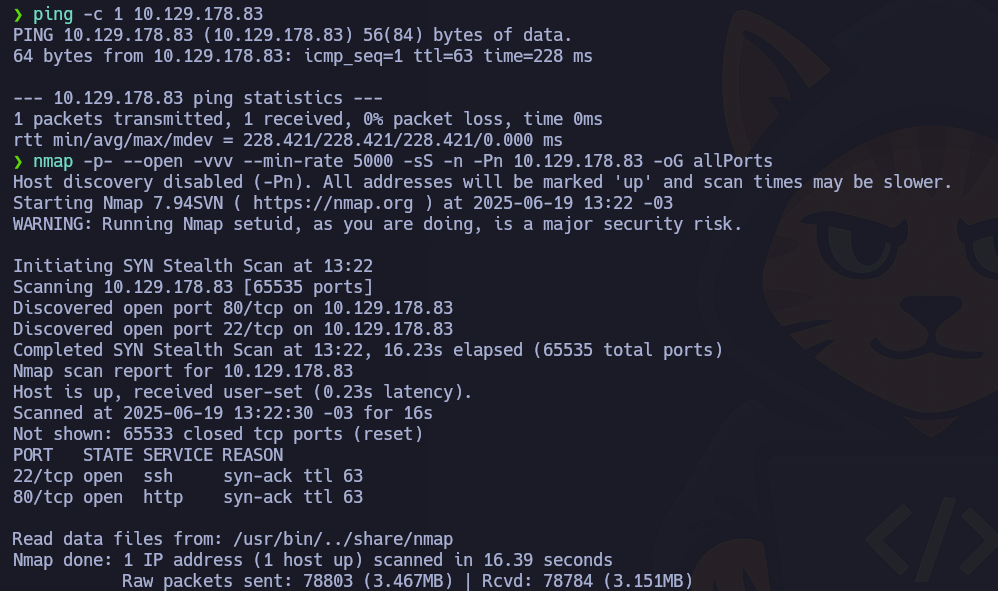 ❯ ping -c 1 10.129.178.83
PING 10.129.178.83 (10.129.178.83) 56(84) bytes of data.
64 bytes from 10.129.178.83: icmp_seq=1 ttl=63 time=228 ms
--- 10.129.178.83 ping statistics ---
1 packets transmitted, 1 received, 0% packet loss, time 0ms
rtt min/avg/max/mdev = 228.421/228.421/228.421/0.000 ms
❯ nmap -p- --open -vvv --min-rate 5000 -sS -n -Pn 10.129.178.83 -oG allPorts
Host discovery disabled (-Pn). All addresses will be marked 'up' and scan times may be slower.
Starting Nmap 7.94SVN ( https://nmap.org ) at 2025-06-19 13:22 -03
WARNING: Running Nmap setuid, as you are doing, is a major security risk.
Initiating SYN Stealth Scan at 13:22
Scanning 10.129.178.83 [65535 ports]
Discovered open port 80/tcp on 10.129.178.83
Discovered open port 22/tcp on 10.129.178.83
Completed SYN Stealth Scan at 13:22, 16.23s elapsed (65535 total ports)
Nmap scan report for 10.129.178.83
Host is up, received user-set (0.23s latency).
Scanned at 2025-06-19 13:22:30 -03 for 16s
Not shown: 65533 closed tcp ports (reset)
PORT   STATE SERVICE REASON
22/tcp open  ssh     syn-ack ttl 63
80/tcp open  http    syn-ack ttl 63
Read data files from: /usr/bin/../share/nmap
Nmap done: 1 IP address (1 host up) scanned in 16.39 seconds
Raw packets sent: 78803 (3.467MB) | Rcvd: 78784 (3.151MB)